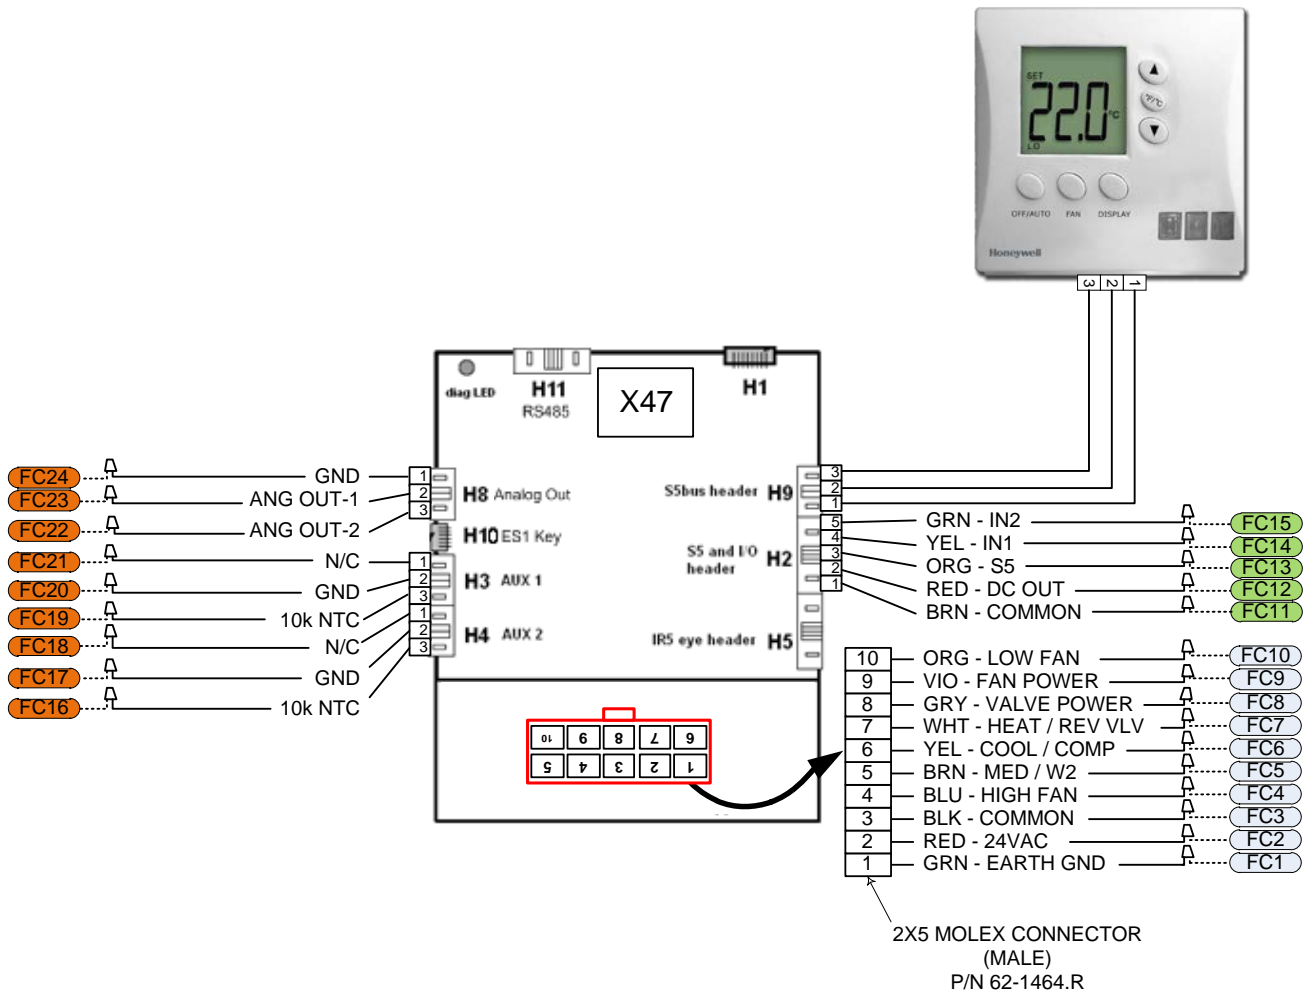 SET
22.0 °C
LO
°F/°C
OFF/AUTO FAN DISPLAY
Honeywell
3 2 1
diag LED
H11
RS485
X47
H1
FC24 GND 1
FC23 ANG OUT-1 2
FC22 ANG OUT-2 3
H8 Analog Out
H10 ES1 Key
FC21 N/C 1
FC20 GND 2
FC19 10k NTC 3
H3 AUX 1
FC18 N/C 1
FC17 GND 2
FC16 10k NTC 3
H4 AUX 2
S5bus header H9
3
2
1
S5 and I/O
header
H2
5 GRN - IN2 FC15
4 YEL - IN1 FC14
3 ORG - S5 FC13
2 RED - DC OUT FC12
1 BRN - COMMON FC11
IR5 eye header H5
10 9 8 7 6
5 4 3 2 1
10 ORG - LOW FAN FC10
9 VIO - FAN POWER FC9
8 GRY - VALVE POWER FC8
7 WHT - HEAT / REV VLV FC7
6 YEL - COOL / COMP FC6
5 BRN - MED / W2 FC5
4 BLU - HIGH FAN FC4
3 BLK - COMMON FC3
2 RED - 24VAC FC2
1 GRN - EARTH GND FC1
2X5 MOLEX CONNECTOR
(MALE)
P/N 62-1464.R